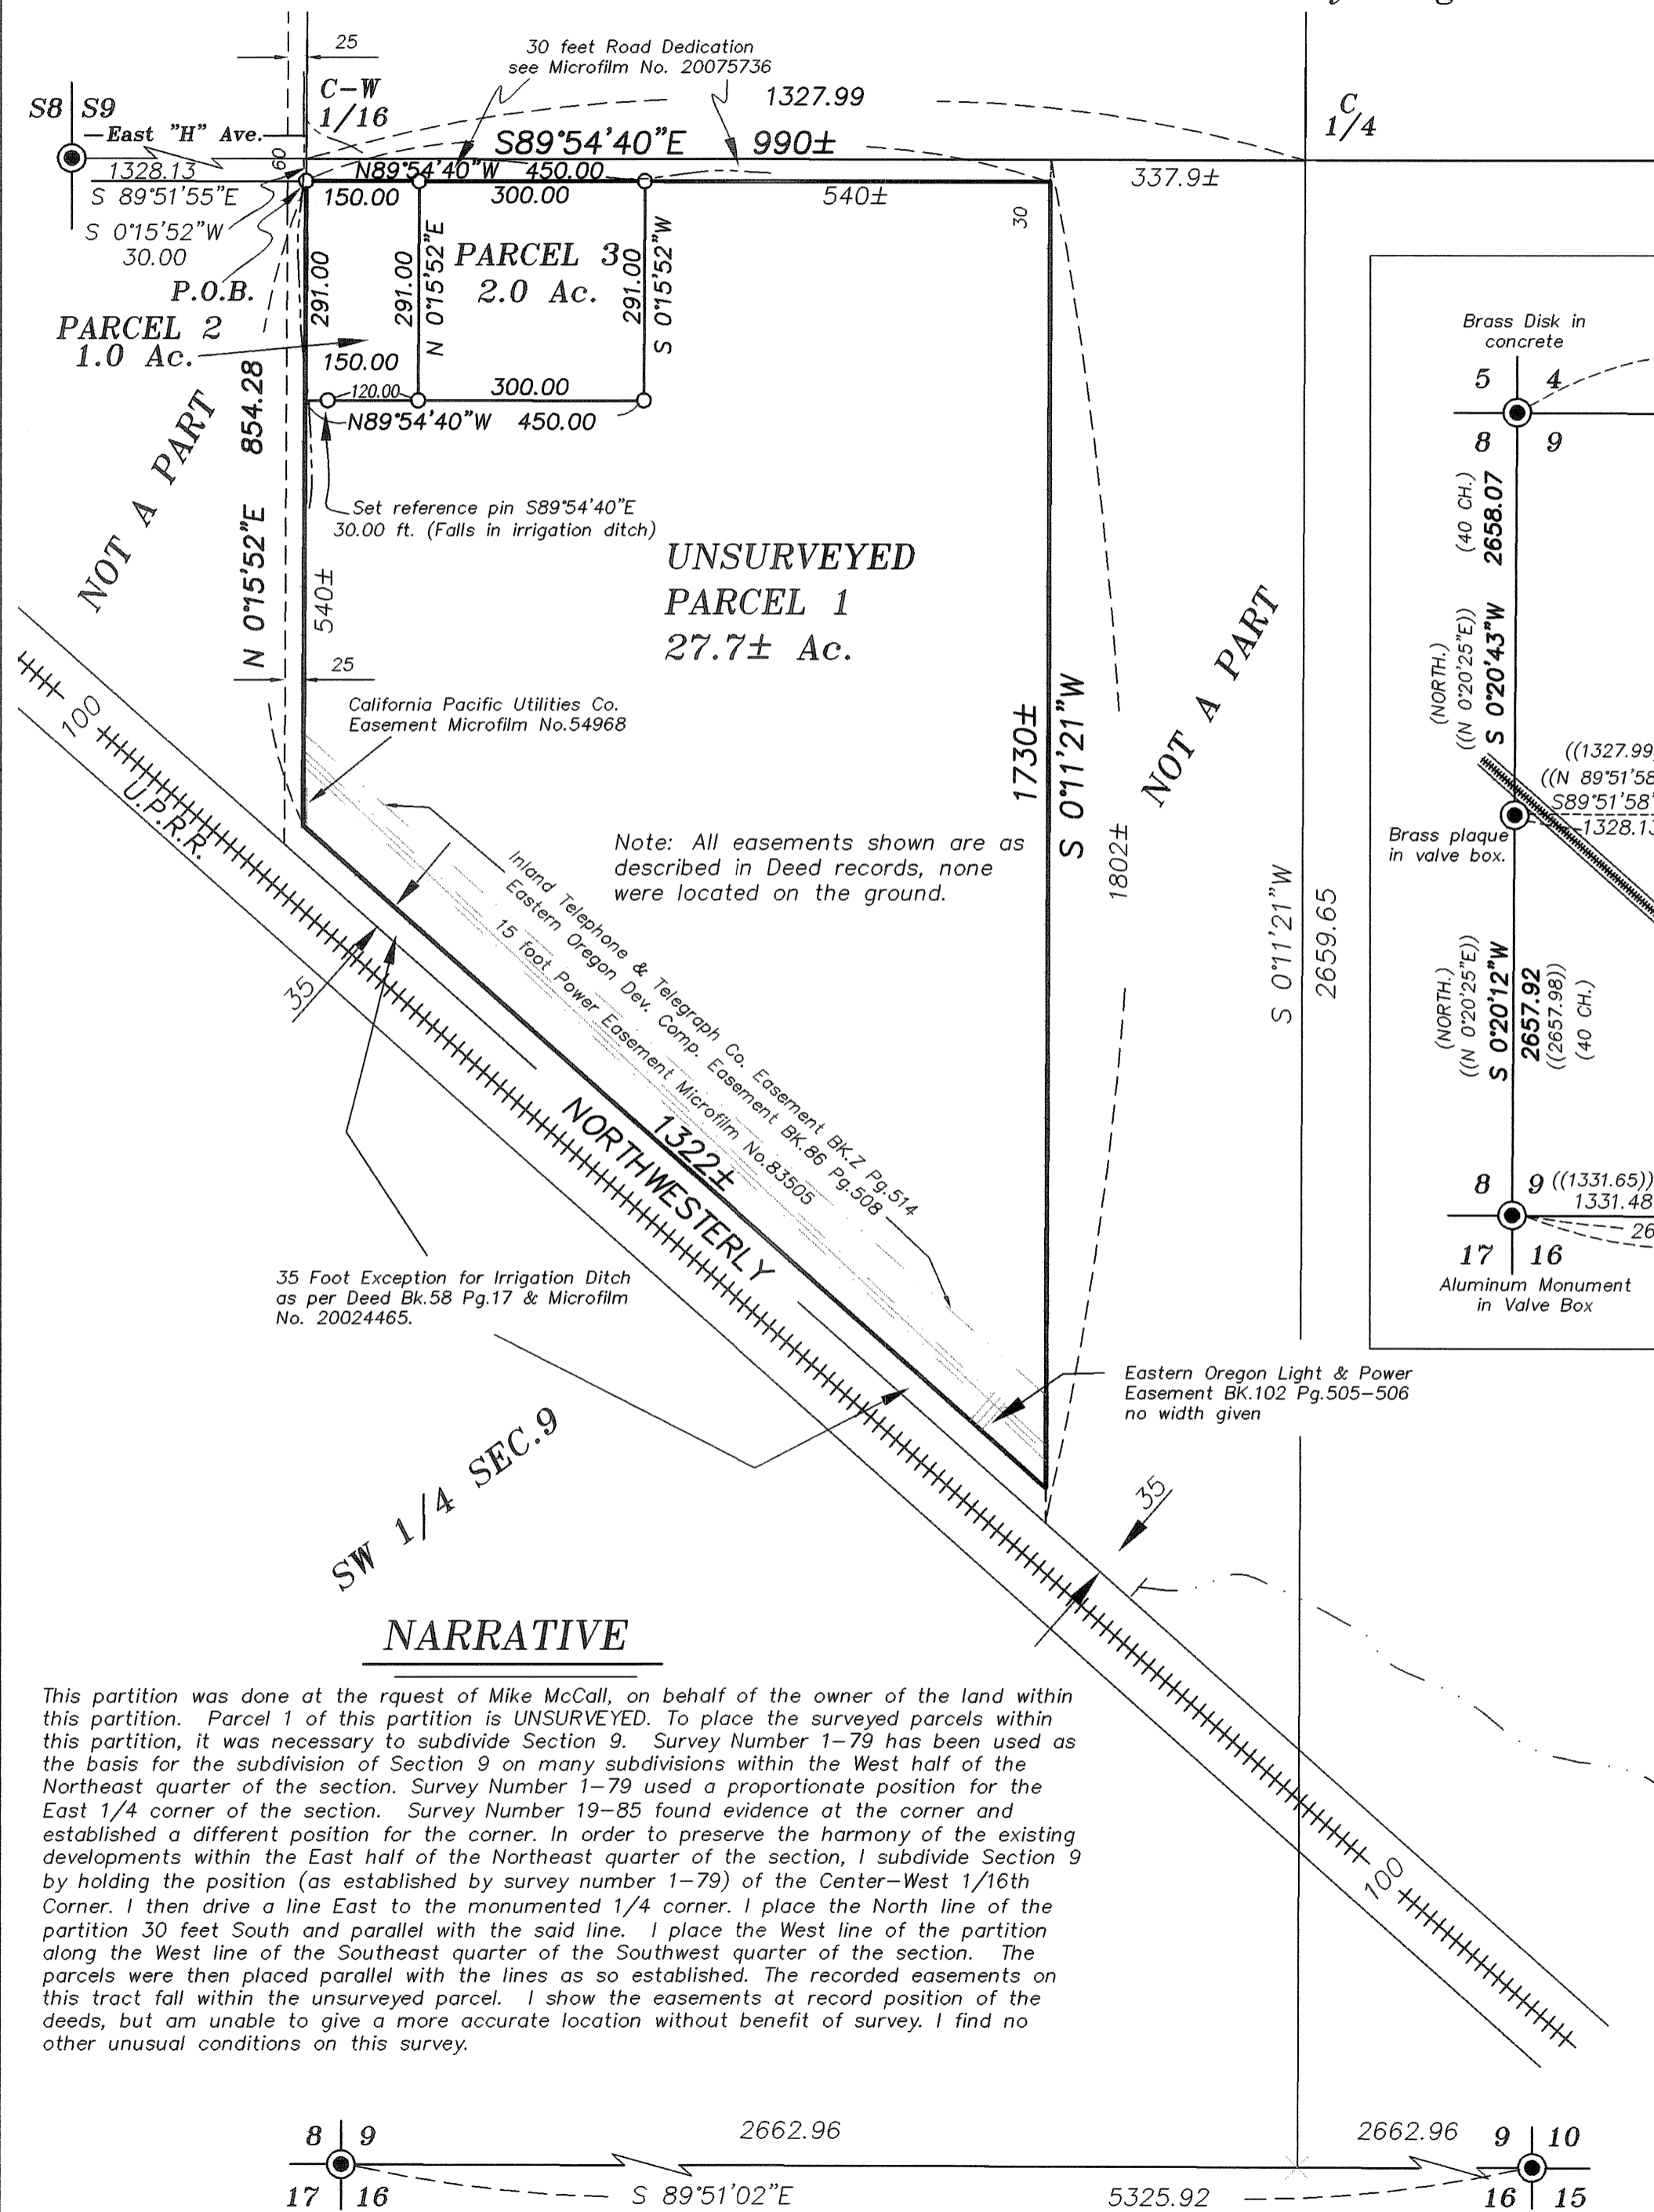 25
30 feet Road Dedication
see Microfilm No. 20075736
1327.99
C-W
1/16
S8 S9
East "H" Ave.
C
1/4
S89°54'40"E 990±
60
1328.13
S 89°51'55"E
N89°54'40"W 450.00
150.00
300.00
540±
337.9±
30
S 0°15'52"W
30.00
P.O.B.
PARCEL 2
1.0 Ac.
291.00
291.00
N 0°15'52"E
PARCEL 3
2.0 Ac.
291.00
S 0°15'52"W
150.00
120.00
300.00
N89°54'40"W 450.00
NOT A PART
N 0°15'52"E 854.28
Set reference pin S89°54'40"E
30.00 ft. (Falls in irrigation ditch)
540±
UNSURVEYED
PARCEL 1
27.7± Ac.
25
California Pacific Utilities Co.
Easement Microfilm No.54968
100
U.P.R.R.
1730±
S 0°11'21"W
1802±
NOT A PART
S 0°11'21"W
2659.65
Note: All easements shown are as
described in Deed records, none
were located on the ground.
Inland Telephone & Telegraph Co. Easement BK.Z Pg.514
Eastern Oregon Dev. Comp. Easement BK.86 Pg.508
15 foot Power Easement Microfilm No.83505
35
1322±
NORTHWESTERLY
35 Foot Exception for Irrigation Ditch
as per Deed Bk.58 Pg.17 & Microfilm
No. 20024465.
Eastern Oregon Light & Power
Easement BK.102 Pg.505-506
no width given
SW 1/4 SEC.9
35
100
Brass Disk in
concrete
5 4
8 9
(40 CH.)
2658.07
(NORTH.)
((N 0°20'25"E))
S 0°20'43"W
((1327.99
((N 89°51'58
S89°51'58'
1328.13
Brass plaque
in valve box.
(NORTH.)
((N 0°20'25"E))
S 0°20'12"W
2657.92
((2657.98))
(40 CH.)
8 9
((1331.65))
1331.48
26
17 16
Aluminum Monument
in Valve Box
NARRATIVE
This partition was done at the rquest of Mike McCall, on behalf of the owner of the land within
this partition. Parcel 1 of this partition is UNSURVEYED. To place the surveyed parcels within
this partition, it was necessary to subdivide Section 9. Survey Number 1-79 has been used as
the basis for the subdivision of Section 9 on many subdivisions within the West half of the
Northeast quarter of the section. Survey Number 1-79 used a proportionate position for the
East 1/4 corner of the section. Survey Number 19-85 found evidence at the corner and
established a different position for the corner. In order to preserve the harmony of the existing
developments within the East half of the Northeast quarter of the section, I subdivide Section 9
by holding the position (as established by survey number 1-79) of the Center-West 1/16th
Corner. I then drive a line East to the monumented 1/4 corner. I place the North line of the
partition 30 feet South and parallel with the said line. I place the West line of the partition
along the West line of the Southeast quarter of the Southwest quarter of the section. The
parcels were then placed parallel with the lines as so established. The recorded easements on
this tract fall within the unsurveyed parcel. I show the easements at record position of the
deeds, but am unable to give a more accurate location without benefit of survey. I find no
other unusual conditions on this survey.
8 9
17 16
2662.96
S 89°51'02"E
2662.96
5325.92
9 10
16 15